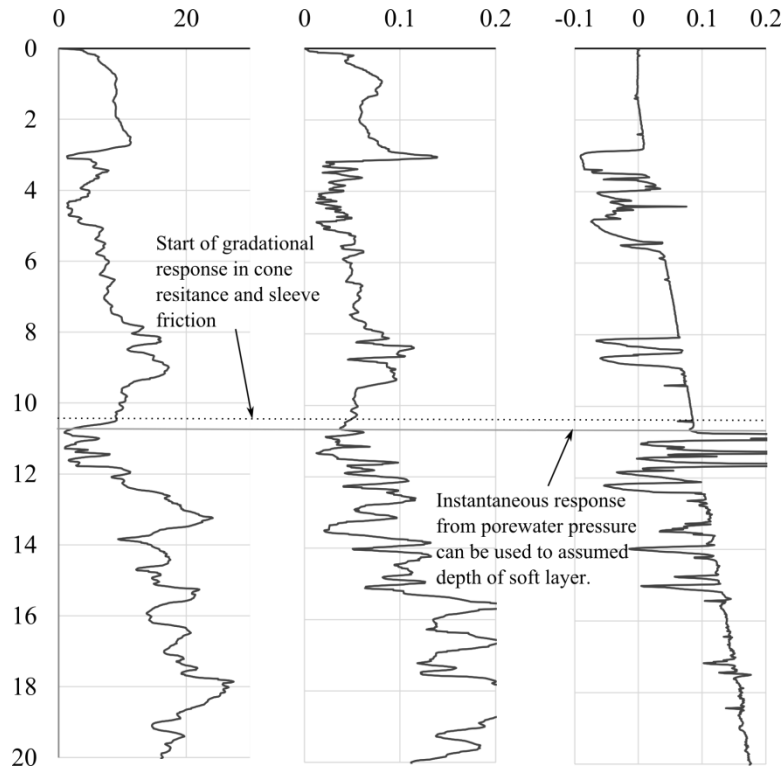 0 20 0 0.1 0.2 -0.1 0 0.1 0.2
0
2
4
6
8
10
12
14
16
18
20
Start of gradational
response in cone
resitance and sleeve
friction
Instantaneous response
from porewater pressure
can be used to assumed
depth of soft layer.